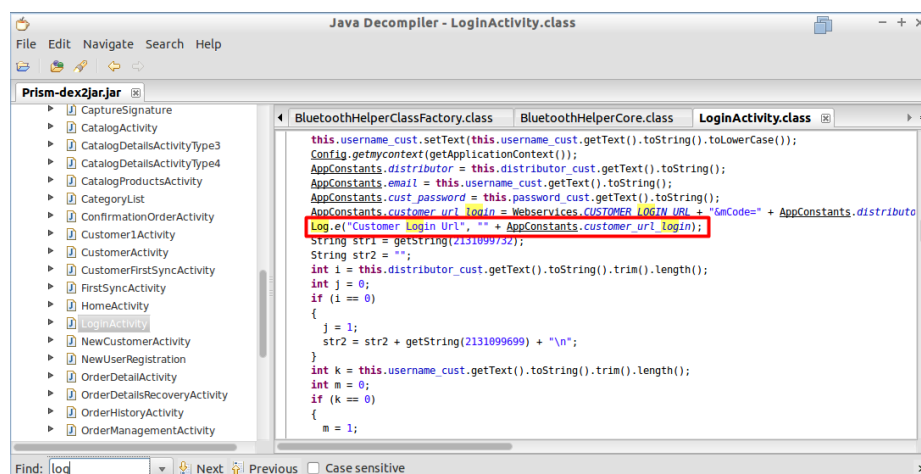 Java Decompiler - LoginActivity.class
File Edit Navigate Search Help
Prism-dex2jar.jar
CaptureSignature
CatalogActivity
CatalogDetailsActivityType3
CatalogDetailsActivityType4
CatalogProductsActivity
CategoryList
ConfirmationOrderActivity
Customer1Activity
CustomerActivity
CustomerFirstSyncActivity
FirstSyncActivity
HomeActivity
LoginActivity
NewCustomerActivity
NewUserRegistration
OrderDetailActivity
OrderDetailsRecoveryActivity
OrderHistoryActivity
OrderManagementActivity
BluetoothHelperClassFactory.class BluetoothHelperCore.class LoginActivity.class
this.username_cust.setText(this.username_cust.getText().toString().toLowerCase());
Config.getmycontext(getApplicationContext());
AppConstants.distributor = this.distributor_cust.getText().toString();
AppConstants.email = this.username_cust.getText().toString();
AppConstants.cust_password = this.password_cust.getText().toString();
AppConstants.customer_url_login = Webservices.CUSTOMER_LOGIN_URL + "&mCode=" + AppConstants.distributo
Log.e("Customer Login Url", "" + AppConstants.customer_url_login);
String str1 = getString(2131099732);
String str2 = "";
int i = this.distributor_cust.getText().toString().trim().length();
int j = 0;
if (i == 0)
{
j = 1;
str2 = str2 + getString(2131099699) + "\n";
}
int k = this.username_cust.getText().toString().trim().length();
int m = 0;
if (k == 0)
{
m = 1;
Find: log Next Previous Case sensitive